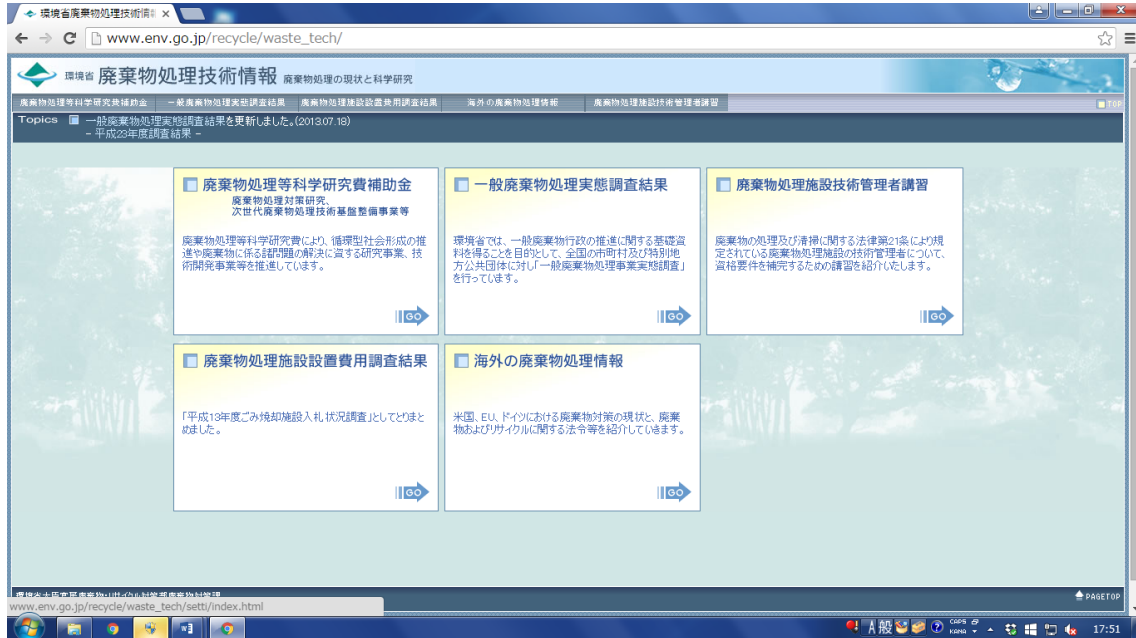 環境省廃棄物処理技術情報
www.env.go.jp/recycle/waste_tech/
環境省 廃棄物処理技術情報 廃棄物処理の現状と科学研究
廃棄物処理等科学研究費補助金 一般廃棄物処理実態調査結果 廃棄物処理施設設置費用調査結果 海外の廃棄物処理情報 廃棄物処理施設技術管理者講習 TOP
Topics 一般廃棄物処理実態調査結果を更新しました。(2013.07.18)
- 平成23年度調査結果 -
廃棄物処理等科学研究費補助金
廃棄物処理対策研究、
次世代廃棄物処理技術基盤整備事業等
廃棄物処理等科学研究費により、循環型社会形成の推
進や廃棄物に係る諸問題の解決に資する研究事業、技
術開発事業等を推進しています。
GO
一般廃棄物処理実態調査結果
環境省では、一般廃棄物行政の推進に関する基礎資
料を得ることを目的として、全国の市町村及び特別地
方公共団体に対し「一般廃棄物処理事業実態調査」
を行っています。
GO
廃棄物処理施設技術管理者講習
廃棄物の処理及び清掃に関する法律第21条により規
定されている廃棄物処理施設の技術管理者について、
資格要件を補完するための講習を紹介いたします。
GO
廃棄物処理施設設置費用調査結果
「平成13年度ごみ焼却施設入札状況調査」としてとりまと
めました。
GO
海外の廃棄物処理情報
米国、EU、ドイツにおける廃棄物対策の現状と、廃棄
物およびリサイクルに関する法令等を紹介していきます。
GO
PAGETOP
www.env.go.jp/recycle/waste_tech/setti/index.html
A 般 CAPS KANA 17:51